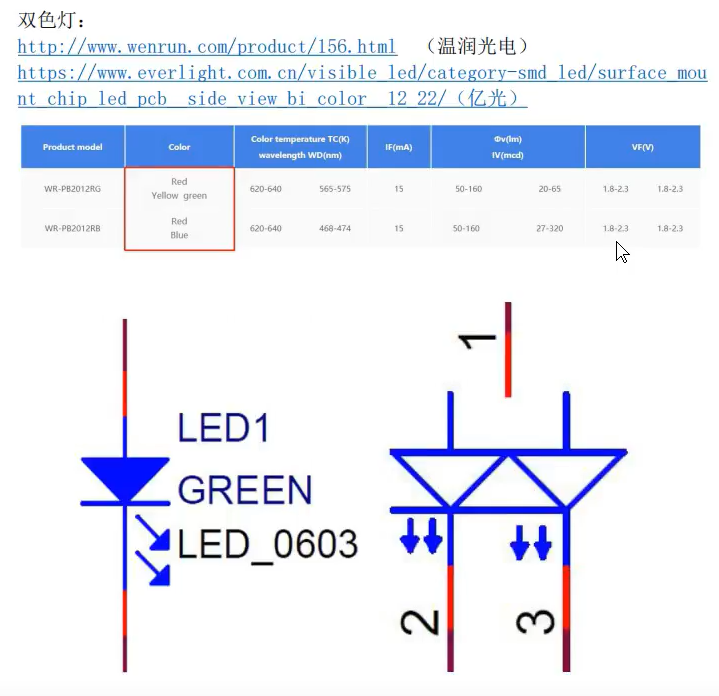 双色灯：
http://www.wenrun.com/product/156.html （温润光电）
https://www.everlight.com.cn/visible_led/category-smd_led/surface_mou
nt_chip_led_pcb__side_view_bi_color__12_22/（亿光）
Product model Color Color temperature TC(K) wavelength WD(nm) IF(mA) Φv(lm) IV(mcd) VF(V)
WR-PB2012RG Red Yellow green 620-640 565-575 15 50-160 20-65 1.8-2.3 1.8-2.3
WR-PB2012RB Red Blue 620-640 468-474 15 50-160 27-320 1.8-2.3 1.8-2.3
1
LED1
GREEN
LED_0603
2 3